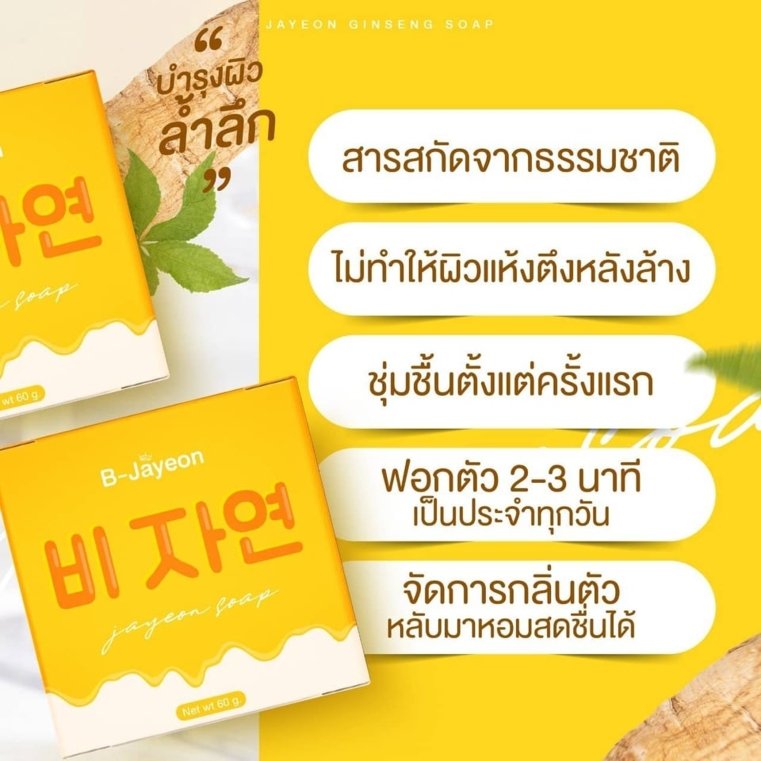 JAYEON GINSENG SOAP
“
บำรุงผิว
ล้ำลึก
”
สารสกัดจากธรรมชาติ
ไม่ทำให้ผิวแห้งตึงหลังล้าง
ชุ่มชื้นตั้งแต่ครั้งแรก
ฟอกตัว 2-3 นาที
เป็นประจำทุกวัน
จัดการกลิ่นตัว
หลับมาหอมสดชื่นได้
자연
soap
wt 60 g.
B-Jayeon
비 자연
jayeon soap
Net wt 60 g.